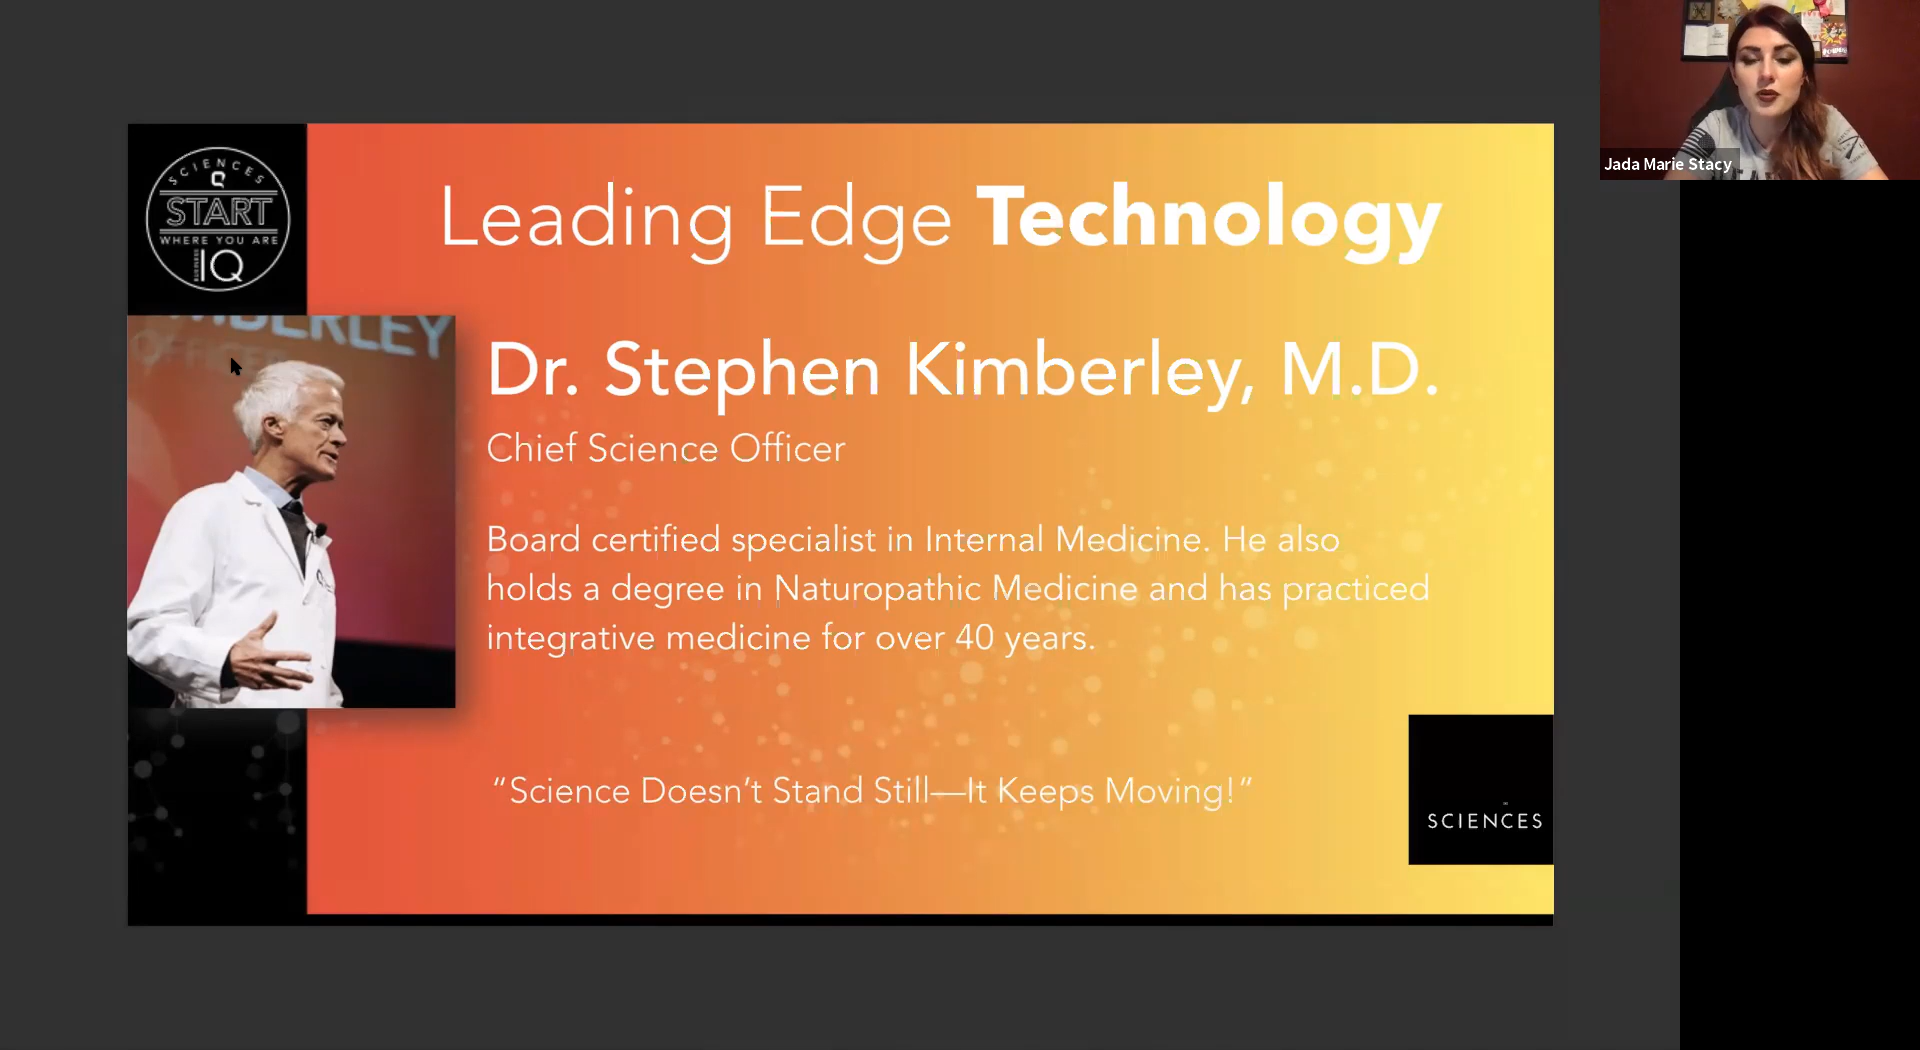 Jada Marie Stacy
SCIENCES
Q
START
WHERE YOU ARE
IQ
Leading Edge Technology
Dr. Stephen Kimberley, M.D.
Chief Science Officer
Board certified specialist in Internal Medicine. He also
holds a degree in Naturopathic Medicine and has practiced
integrative medicine for over 40 years.
“Science Doesn’t Stand Still—It Keeps Moving!”
SCIENCES